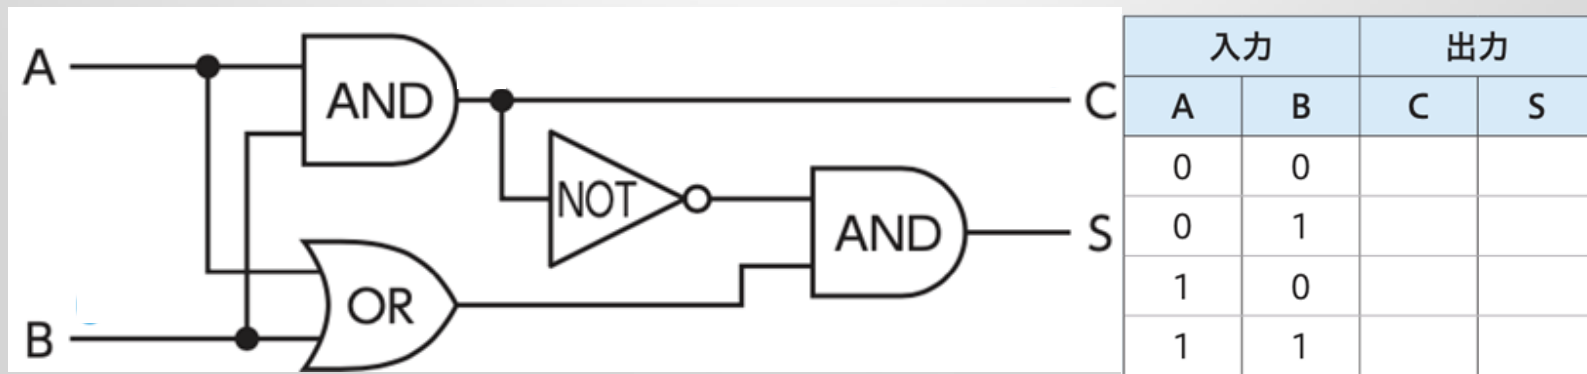 A
AND
C
NOT
AND
S
OR
B
入力 出力
A B C S
0 0
0 1
1 0
1 1